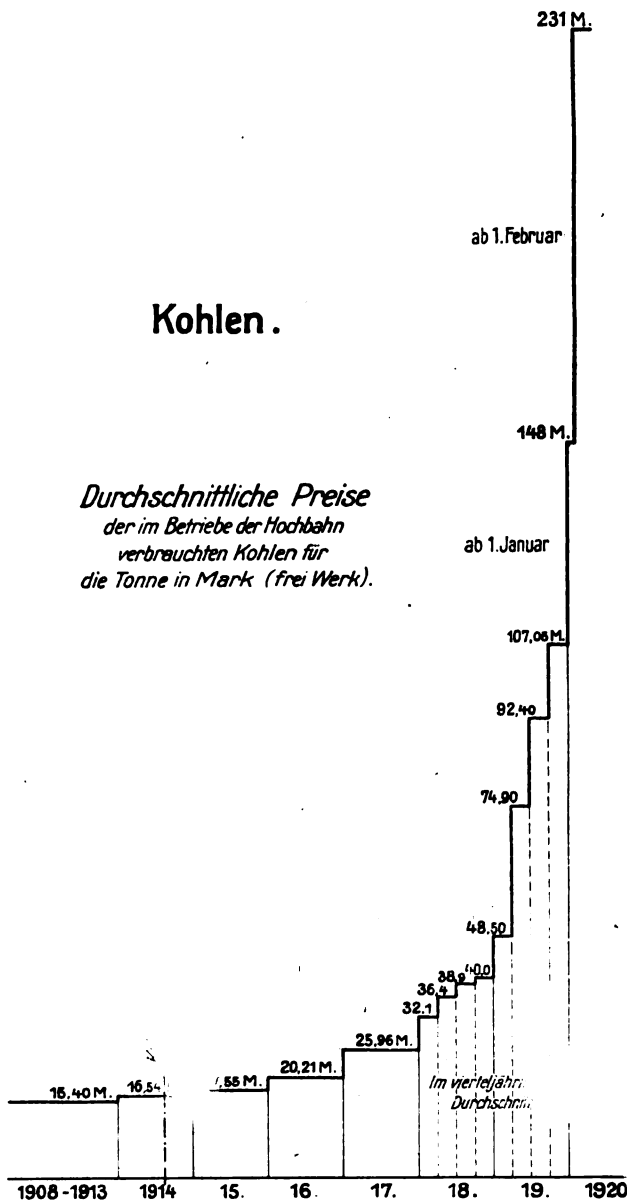 231 M.
ab 1. Februar
Kohlen.
148 M.
Durchschnittliche Preise
der im Betriebe der Hochbahn
verbrauchten Kohlen für
die Tonne in Mark (frei Werk).
ab 1. Januar
107,06 M.
92,40
74,90
48,50
40,0
38,9
36,4
32.1
25,96 M.
20,21 M.
,55 M.
16,54
15.40 M.
Im vierteljähr
Durchschni
1908-1913 1914 15. 16. 17. 18. 19. 1920